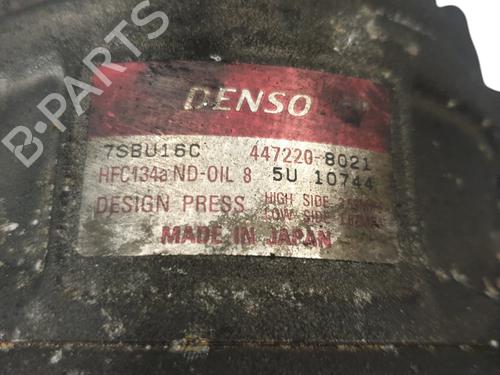 B-PARTS
DENSO
7SBU16C 447220-8021
HFC134a ND-OIL 8 5U 10744
DESIGN PRESS HIGH SIDE
LOW SIDE
MADE IN JAPAN